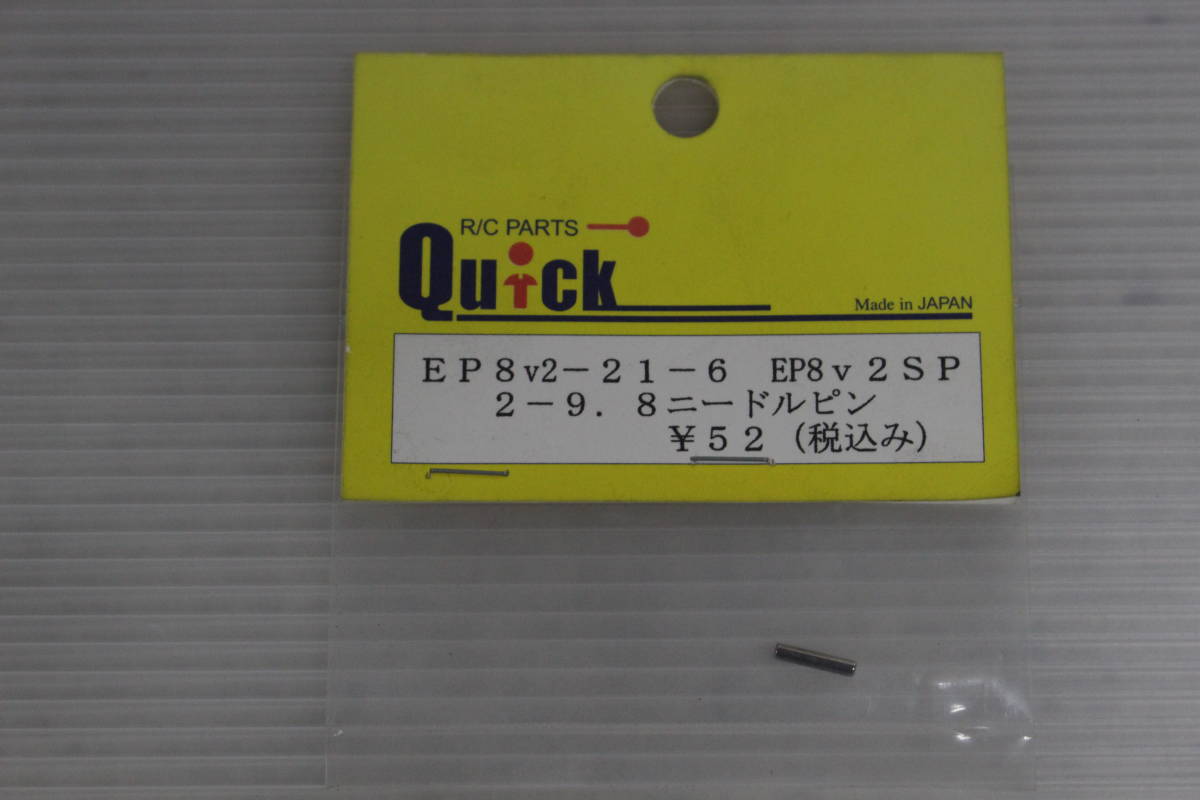 R/C PARTS
Quick
Made in JAPAN
ＥＰ８v2－２１－６　EP8ｖ２ＳＰ
２－９．８ニードルピン
￥５２（税込み）